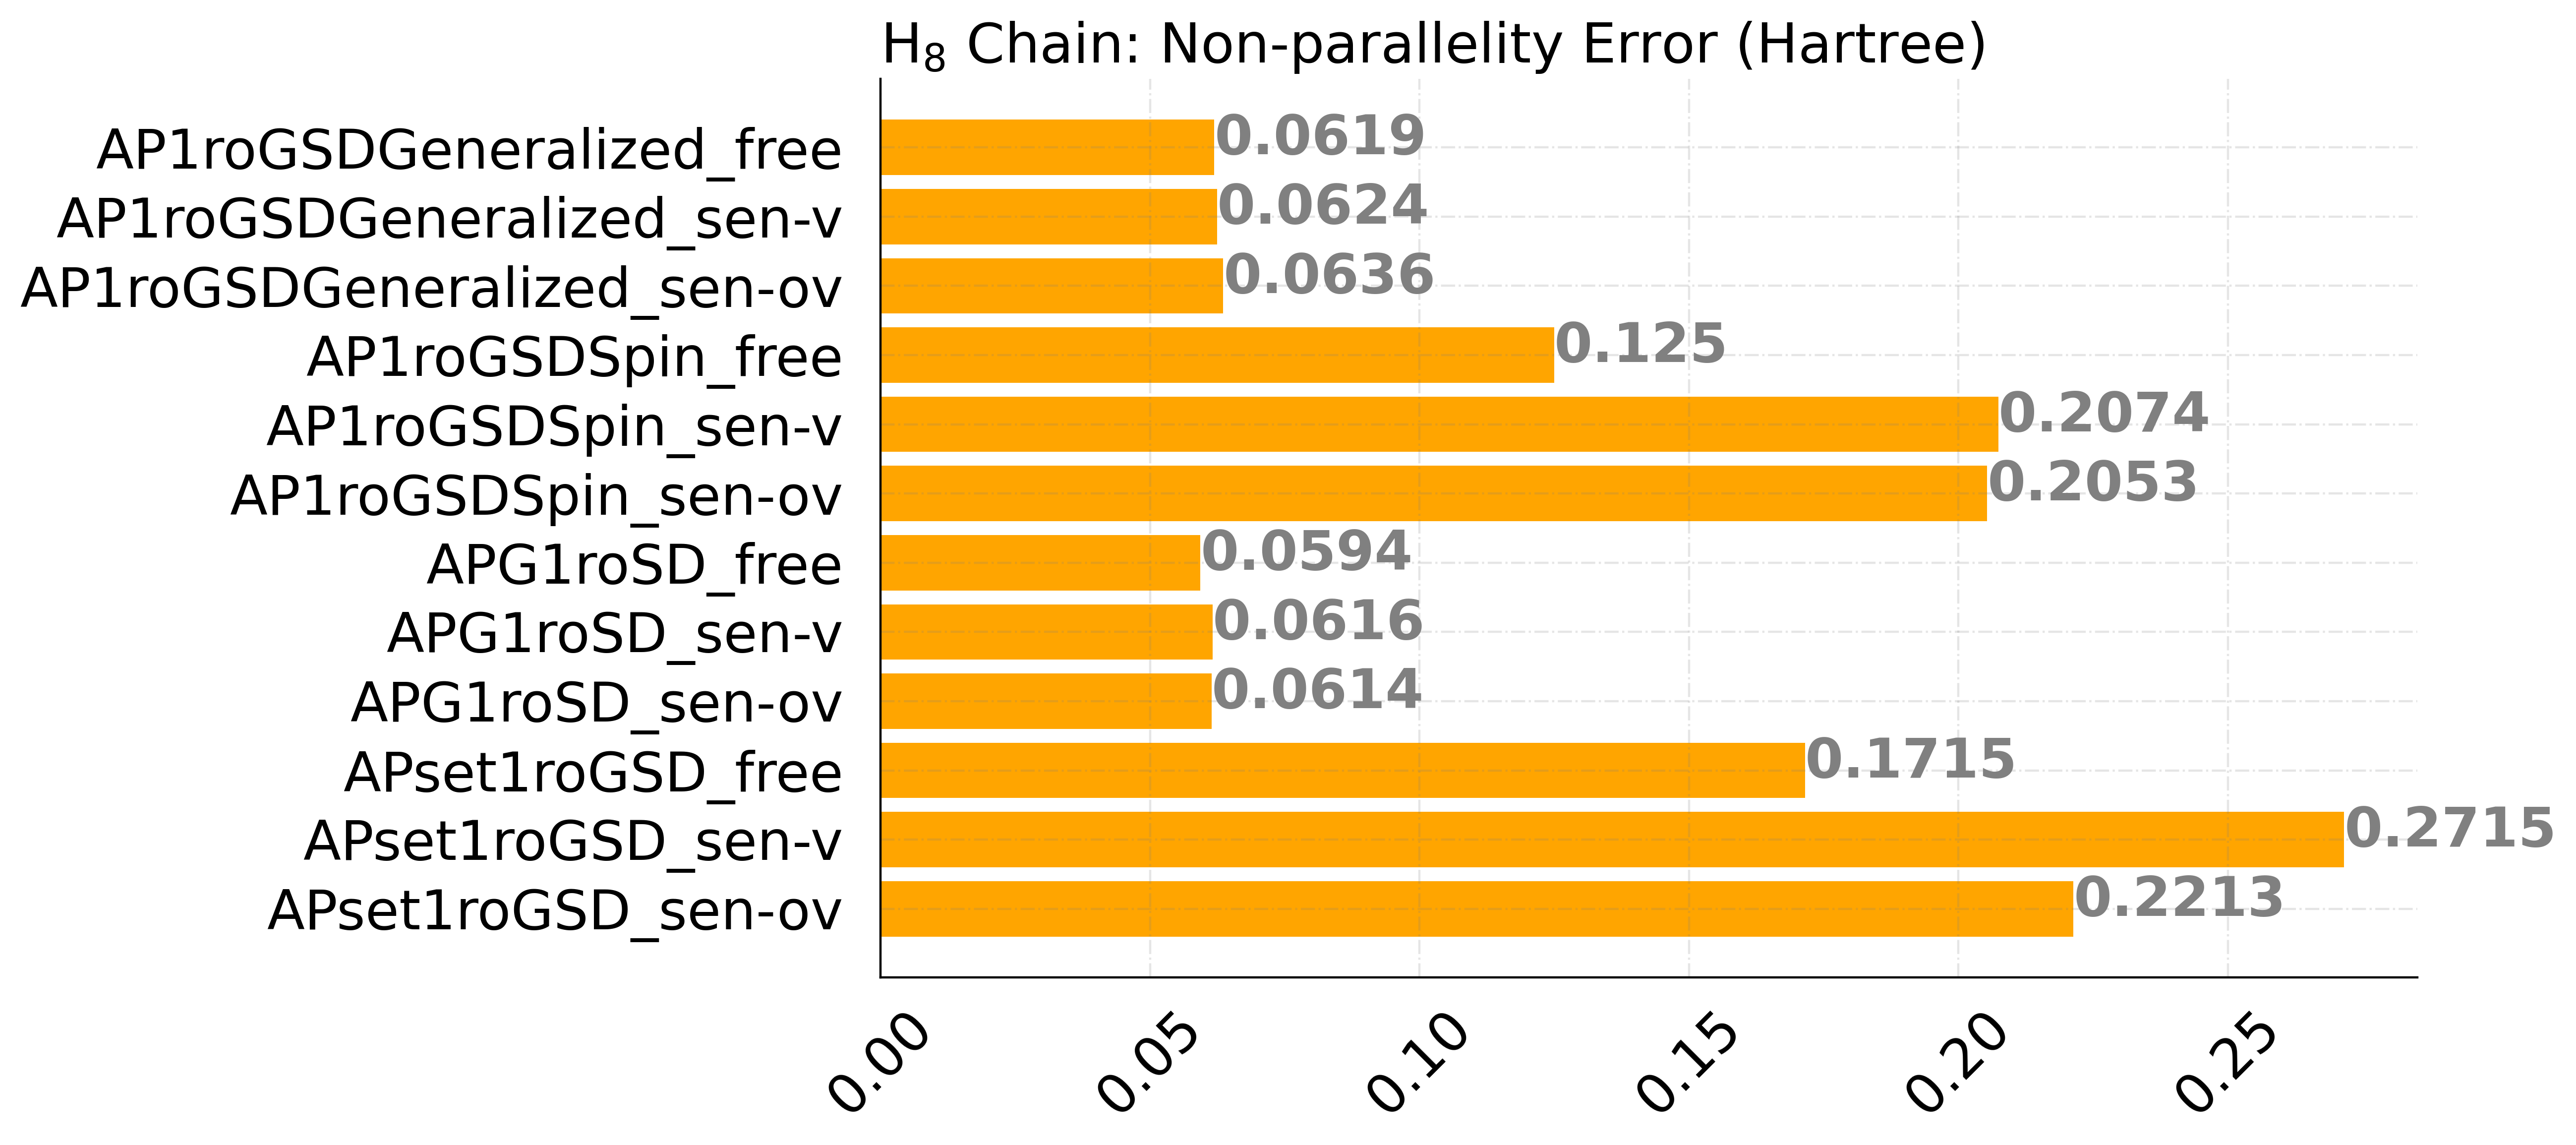 H₈ Chain: Non-parallelity Error (Hartree)
AP1roGSDGeneralized_free 0.0619
AP1roGSDGeneralized_sen-v 0.0624
AP1roGSDGeneralized_sen-ov 0.0636
AP1roGSDSpin_free 0.125
AP1roGSDSpin_sen-v 0.2074
AP1roGSDSpin_sen-ov 0.2053
APG1roSD_free 0.0594
APG1roSD_sen-v 0.0616
APG1roSD_sen-ov 0.0614
APset1roGSD_free 0.1715
APset1roGSD_sen-v 0.2715
APset1roGSD_sen-ov 0.2213
0.00 0.05 0.10 0.15 0.20 0.25